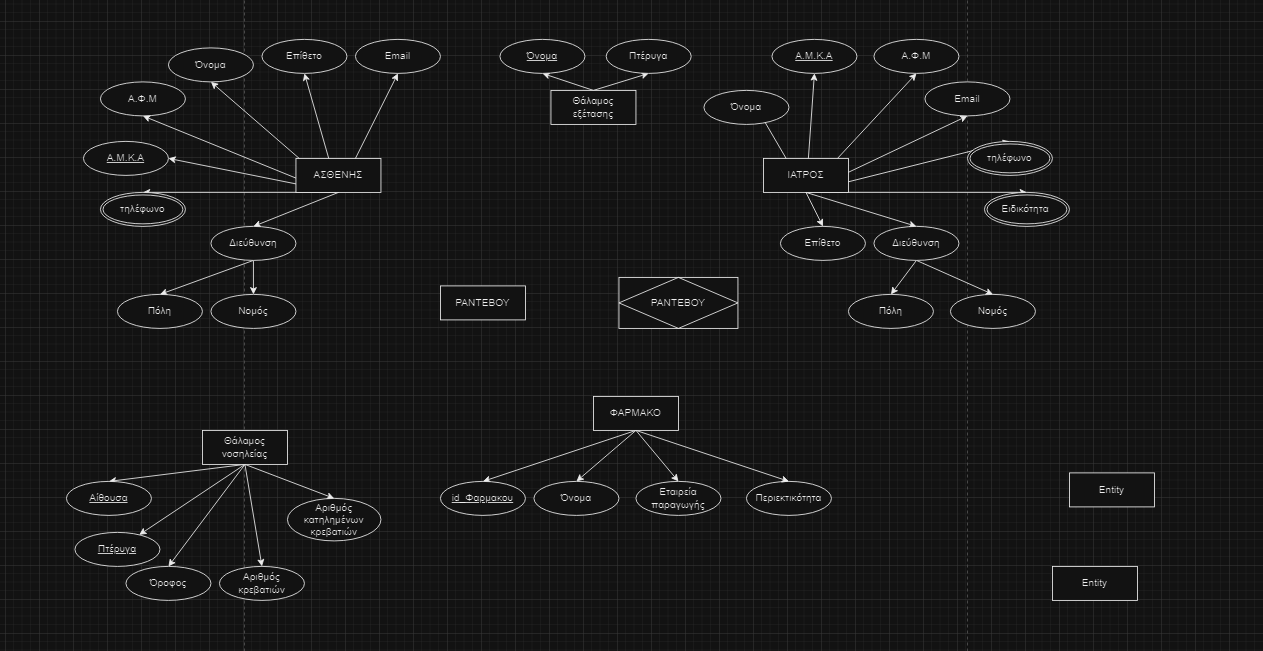 Όνομα
Επίθετο
Email
Α.Φ.Μ
Α.Μ.Κ.Α
ΑΣΘΕΝΗΣ
τηλέφωνο
Διεύθυνση
Πόλη
Νομός
Όνομα
Πτέρυγα
Θάλαμος
εξέτασης
Α.Μ.Κ.Α
Α.Φ.Μ
Όνομα
Email
τηλέφωνο
ΙΑΤΡΟΣ
Ειδικότητα
Επίθετο
Διεύθυνση
Πόλη
Νομός
ΡΑΝΤΕΒΟΥ
ΡΑΝΤΕΒΟΥ
Θάλαμος
νοσηλείας
Αίθουσα
Πτέρυγα
Όροφος
Αριθμός
κρεβατιών
Αριθμός
κατηλημένων
κρεβατιών
ΦΑΡΜΑΚΟ
id_Φαρμακου
Όνομα
Εταιρεία
παραγωγής
Περιεκτικότητα
Entity
Entity